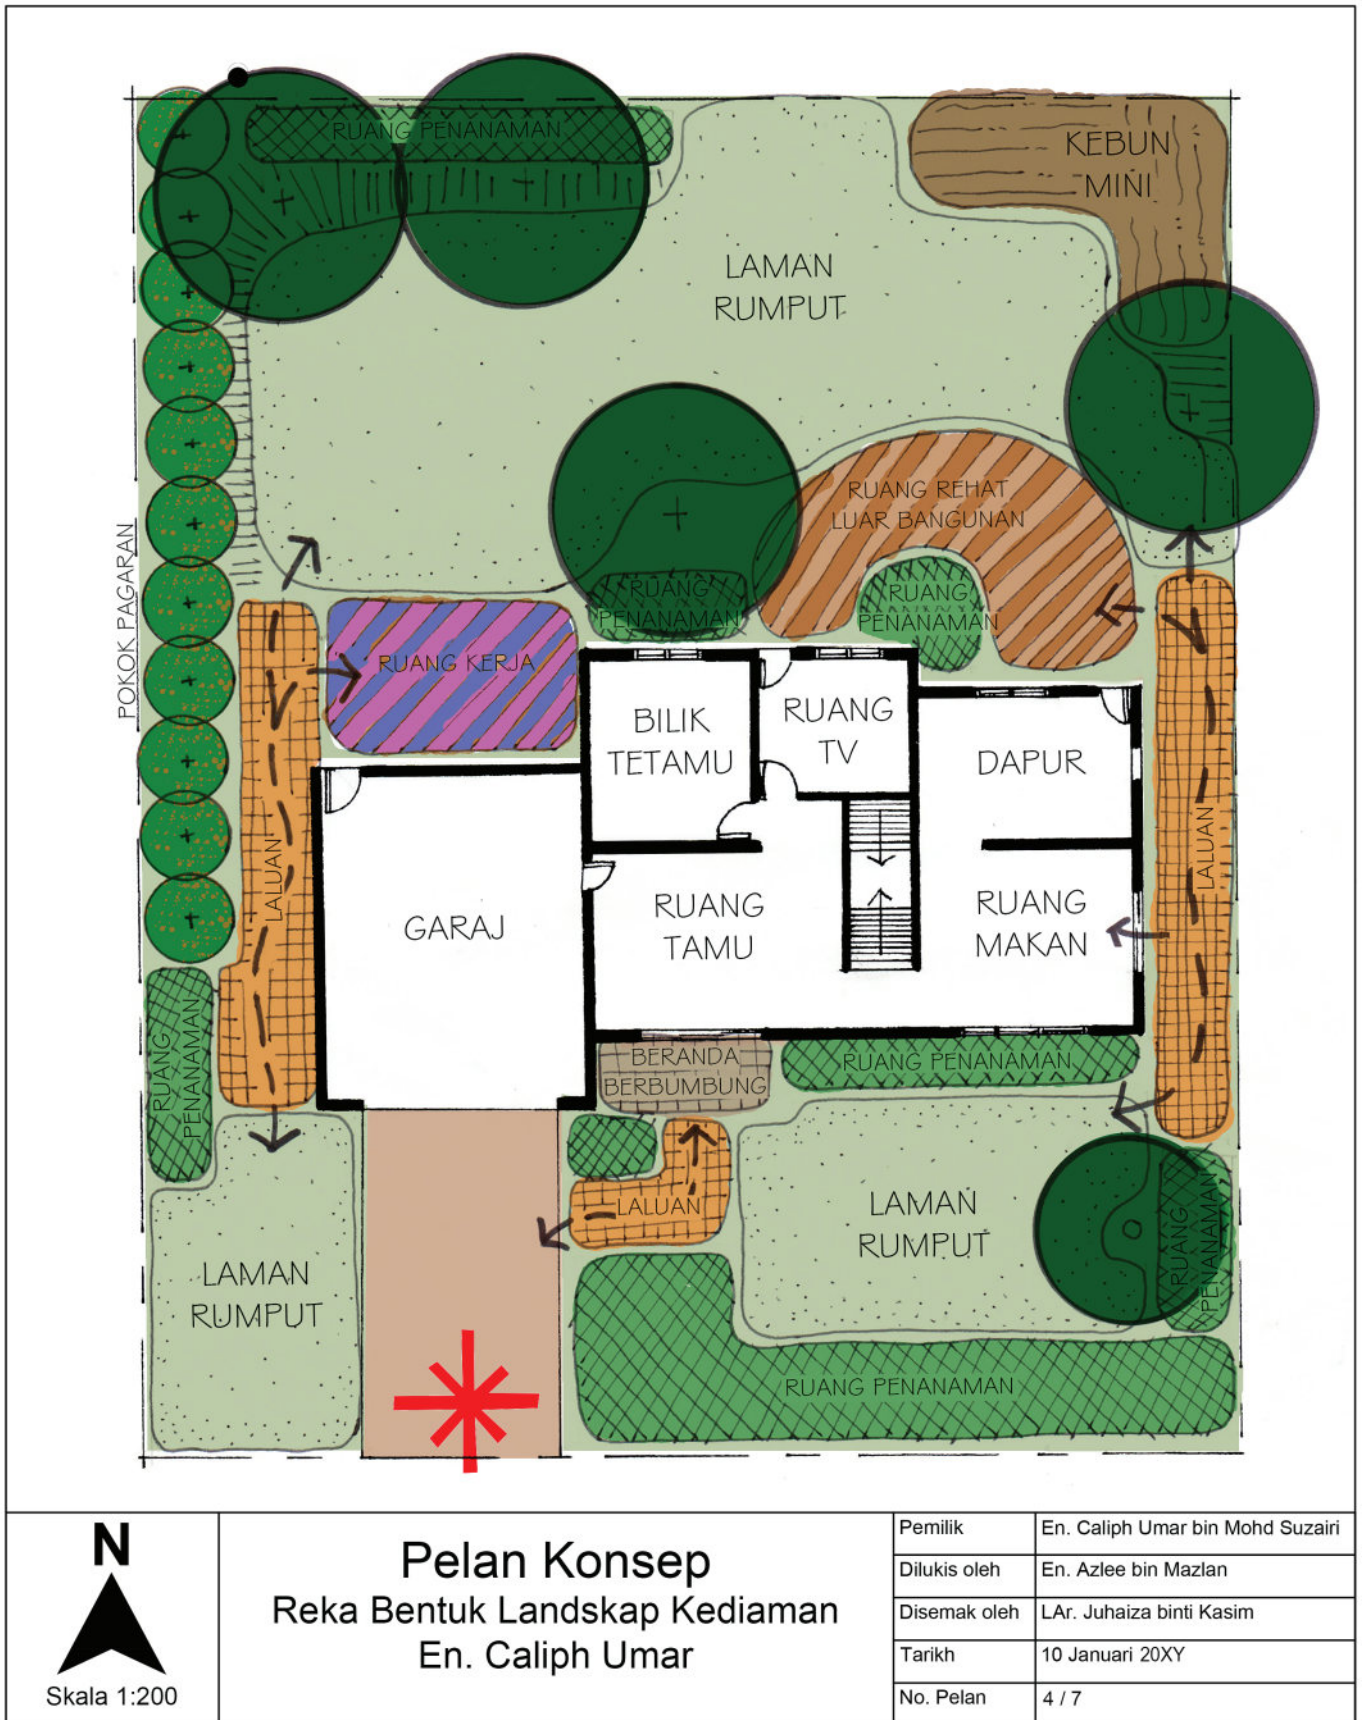 RUANG PENANAMAN
KEBUN
MINI
LAMAN
RUMPUT
RUANG REHAT
LUAR BANGUNAN
POKOK PAGARAN
RUANG
PENANAMAN
RUANG
PENANAMAN
RUANG KERJA
BILIK
TETAMU
RUANG
TV
DAPUR
LALUAN
LALUAN
GARAJ
RUANG
TAMU
RUANG
MAKAN
RUANG
PENANAMAN
BERANDA
BERBUMBUNG
RUANG PENANAMAN
LALUAN
LAMAN
RUMPUT
RUANG
PENANAMAN
LAMAN
RUMPUT
RUANG PENANAMAN
N
Skala 1:200
Pelan Konsep
Reka Bentuk Landskap Kediaman
En. Caliph Umar
Pemilik En. Caliph Umar bin Mohd Suzairi
Dilukis oleh En. Azlee bin Mazlan
Disemak oleh LAr. Juhaiza binti Kasim
Tarikh 10 Januari 20XY
No. Pelan 4 / 7